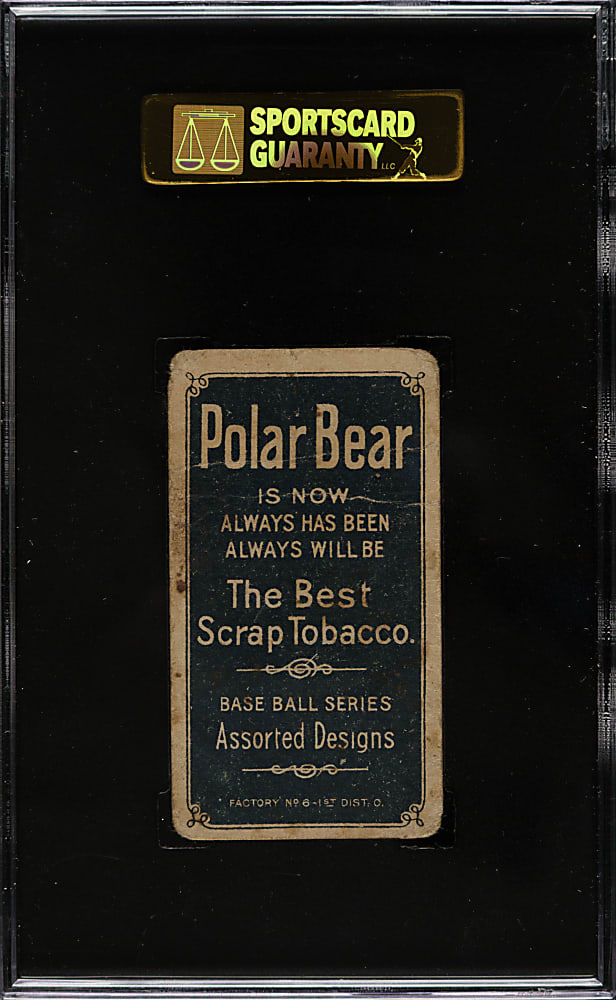 SPORTSCARD
GUARANTY LLC
Polar Bear
IS NOW
ALWAYS HAS BEEN
ALWAYS WILL BE
The Best
Scrap Tobacco.
BASE BALL SERIES
Assorted Designs
FACTORY Nº 6-1ST DIST. O.